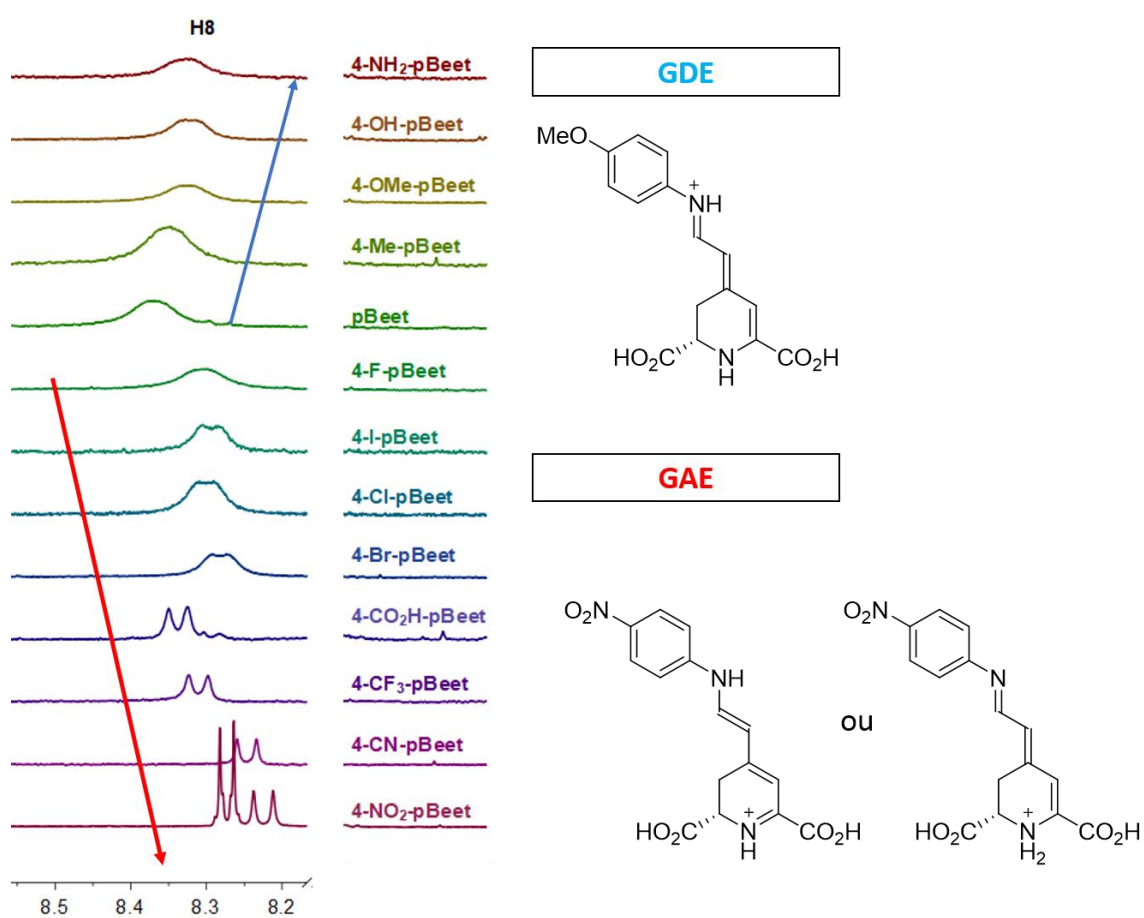 H8
4-NH2-pBeet
4-OH-pBeet
4-OMe-pBeet
4-Me-pBeet
pBeet
4-F-pBeet
4-I-pBeet
4-Cl-pBeet
4-Br-pBeet
4-CO2H-pBeet
4-CF3-pBeet
4-CN-pBeet
4-NO2-pBeet
8.5 8.4 8.3 8.2
GDE
MeO
+
NH
HO2C N CO2H
H
GAE
O2N O2N
NH N
ou
+ +
HO2C N CO2H HO2C N CO2H
H H2